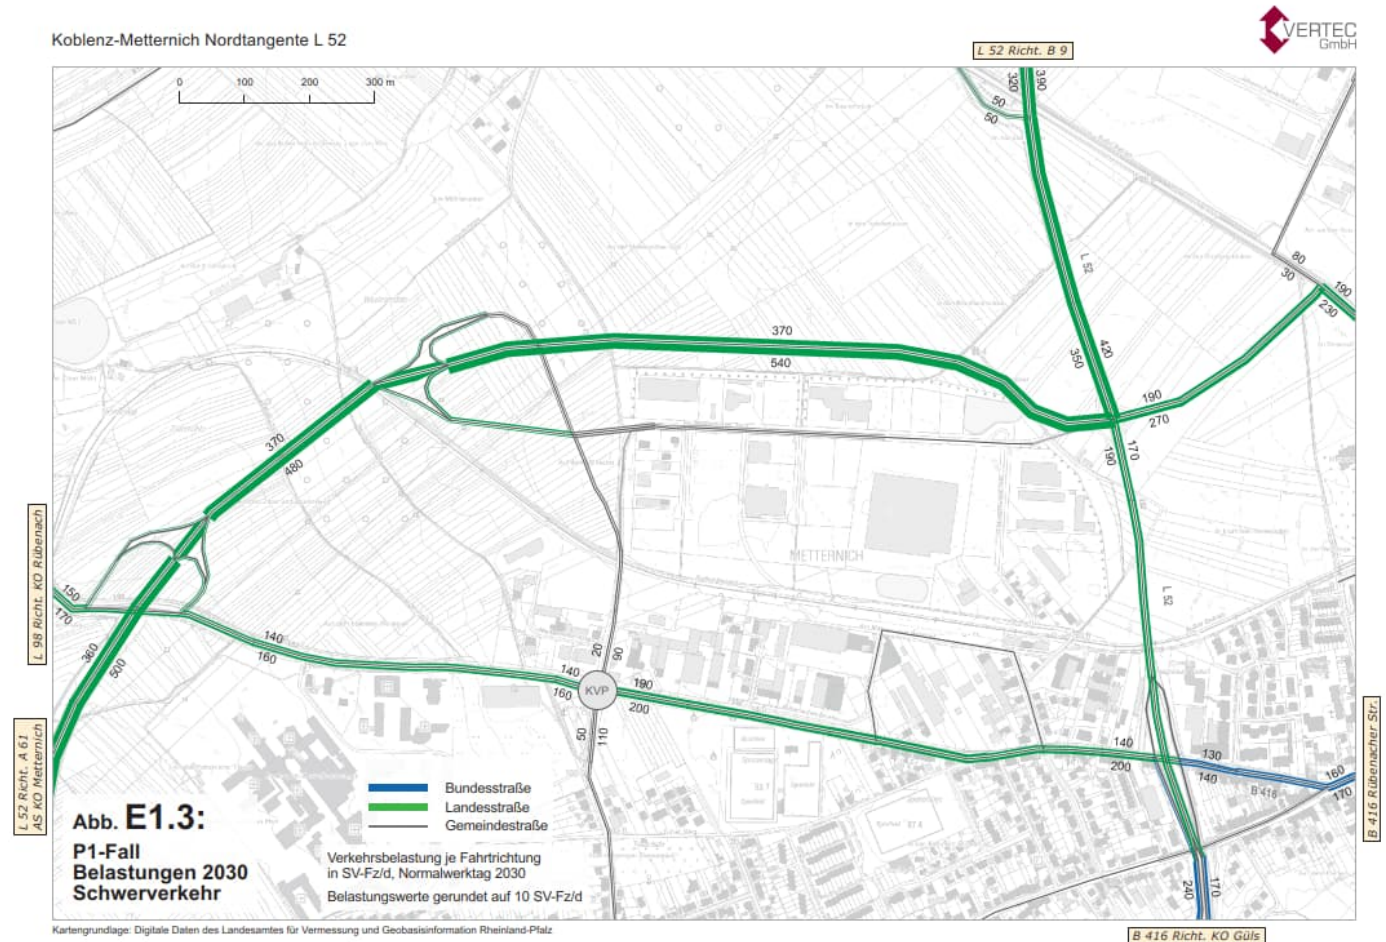 Koblenz-Metternich Nordtangente L 52
VERTEC
GmbH
L 52 Richt. B 9
0 100 200 300 m
320
390
50
50
L 52
80
30
190
230
370
540
420
350
190
270
190
170
370
480
L 98 Richt. KO Rübenach
150
170
METTERNICH
L 52
360
500
140
160
20
90
140
160
KVP
190
200
50
110
140
200
130
140
B 416
160
170
L 52 Richt. A 61
AS KO Metternich
B 416 Rübenacher Str.
Bundesstraße
Landesstraße
Gemeindestraße
Abb. E1.3:
P1-Fall
Belastungen 2030
Schwerverkehr
Verkehrsbelastung je Fahrtrichtung
in SV-Fz/d, Normalwerktag 2030
Belastungswerte gerundet auf 10 SV-Fz/d
240
170
Kartengrundlage: Digitale Daten des Landesamtes für Vermessung und Geobasisinformation Rheinland-Pfalz
B 416 Richt. KO Güls